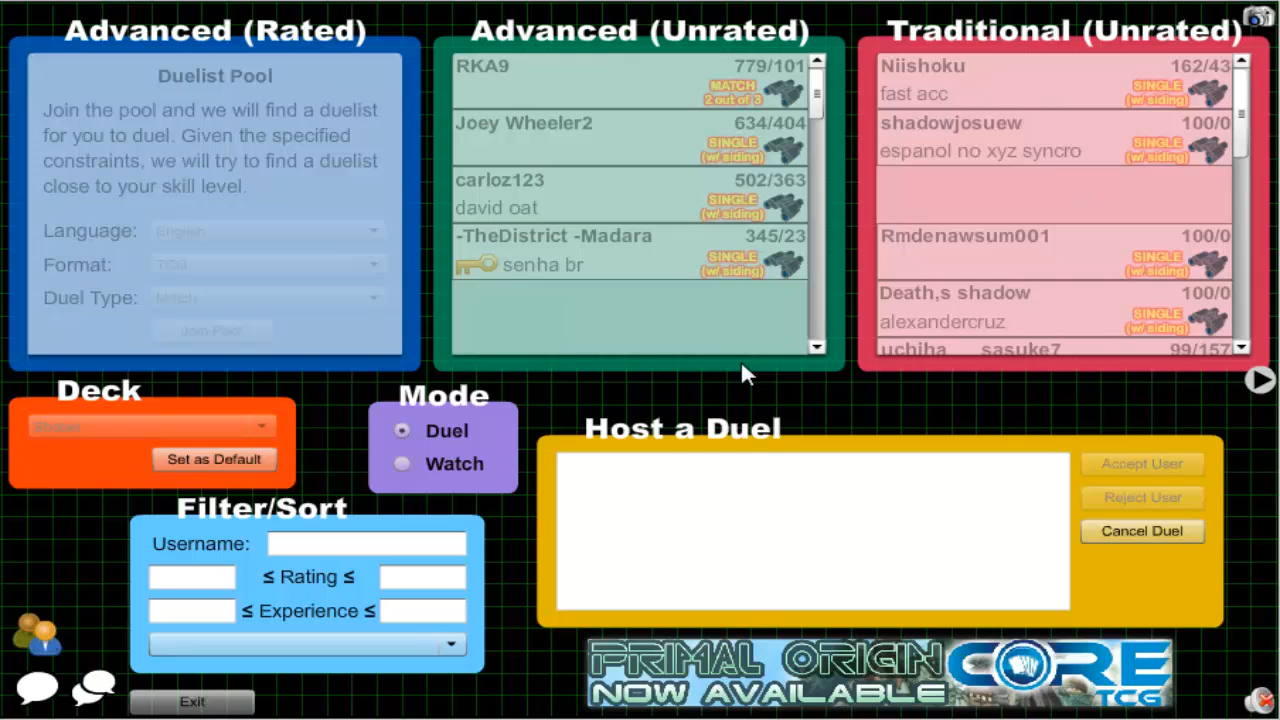 Advanced (Rated)
Duelist Pool
Join the pool and we will find a duelist
for you to duel. Given the specified
constraints, we will try to find a duelist
close to your skill level.
Language: English
Format: TCG
Duel Type: Match
Join Pool
Advanced (Unrated)
RKA9 779/101
MATCH
2 out of 3
Joey Wheeler2 634/404
SINGLE
(w/ siding)
carloz123 502/363
SINGLE
david oat (w/ siding)
-TheDistrict -Madara 345/23
SINGLE
senha br (w/ siding)
Traditional (Unrated)
Niishoku 162/43
SINGLE
fast acc (w/ siding)
shadowjosuew 100/0
SINGLE
espanol no xyz syncro (w/ siding)
Rmdenawsum001 100/0
SINGLE
(w/ siding)
Death,s shadow 100/0
SINGLE
alexandercruz (w/ siding)
uchiha sasuke7 99/157
Deck
Set as Default
Mode
Duel
Watch
Filter/Sort
Username:
≤ Rating ≤
≤ Experience ≤
Exit
Host a Duel
Accept User
Reject User
Cancel Duel
PRIMAL ORIGIN
NOW AVAILABLE
CORE
TCG